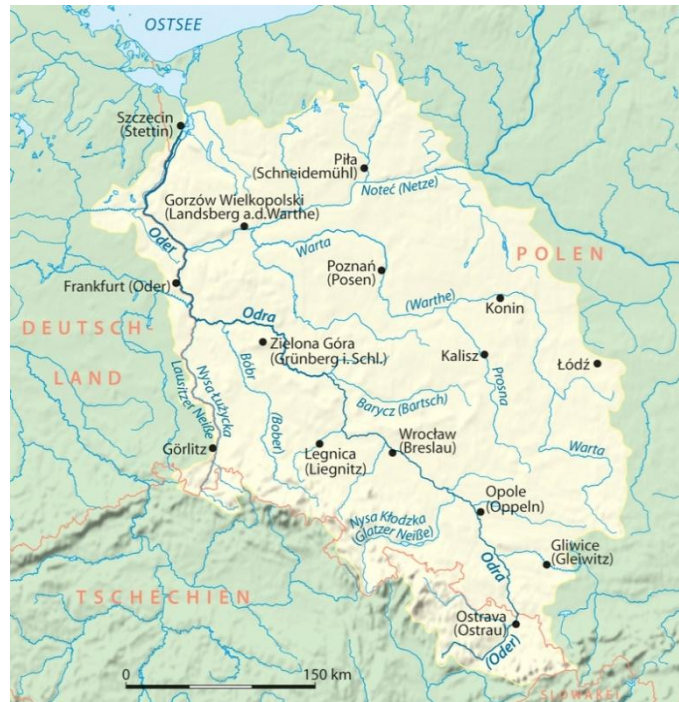 OSTSEE
Szczecin
(Stettin)
Piła
(Schneidemühl)
Noteć (Netze)
Gorzów Wielkopolski
(Landsberg a.d.Warthe)
Oder
Warta
POLEN
Poznań
(Posen)
Frankfurt (Oder)
(Warthe)
Konin
Odra
DEUTSCH-
LAND
Zielona Góra
(Grünberg i. Schl.)
Kalisz
Łódź
Bóbr
(Bober)
Nysa Łużycka
Lausitzer Neiße
Prosna
Barycz (Bartsch)
Görlitz
Legnica
(Liegnitz)
Wrocław
(Breslau)
Warta
Opole
(Oppeln)
Nysa Kłodzka
(Glatzer Neiße)
Odra
Gliwice
(Gleiwitz)
TSCHECHIEN
Ostrava
(Ostrau)
(Oder)
0 150 km
SLOWAKEI